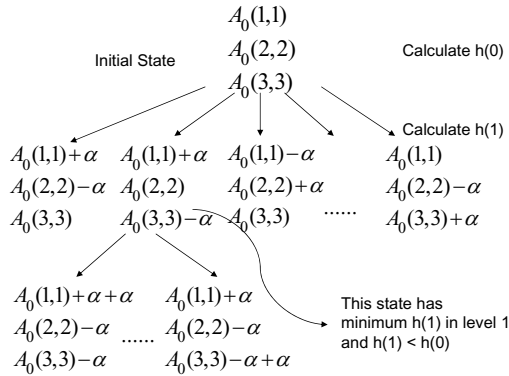 A₀(1,1)
A₀(2,2)
A₀(3,3)
Initial State
Calculate h(0)
Calculate h(1)
A₀(1,1)+α
A₀(2,2)−α
A₀(3,3)
A₀(1,1)+α
A₀(2,2)
A₀(3,3)−α
A₀(1,1)−α
A₀(2,2)+α
A₀(3,3)
......
A₀(1,1)
A₀(2,2)−α
A₀(3,3)+α
A₀(1,1)+α+α
A₀(2,2)−α
A₀(3,3)−α
......
A₀(1,1)+α
A₀(2,2)−α
A₀(3,3)−α+α
This state has
minimum h(1) in level 1
and h(1) < h(0)